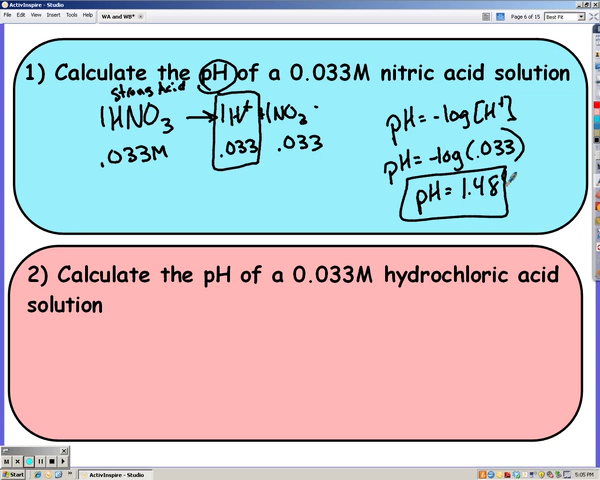 ActivInspire - Studio
File Edit View Insert Tools Help
WA and WB*
Page 6 of 15
Best Fit
1) Calculate the pH of a 0.033M nitric acid solution
strong Acid
1HNO3 → 1H+ + 1NO3-
.033M .033 .033
pH = -log [H+]
pH = -log(.033)
pH = 1.48
2) Calculate the pH of a 0.033M hydrochloric acid
solution
M
Start
ActivInspire - Studio
5:05 PM